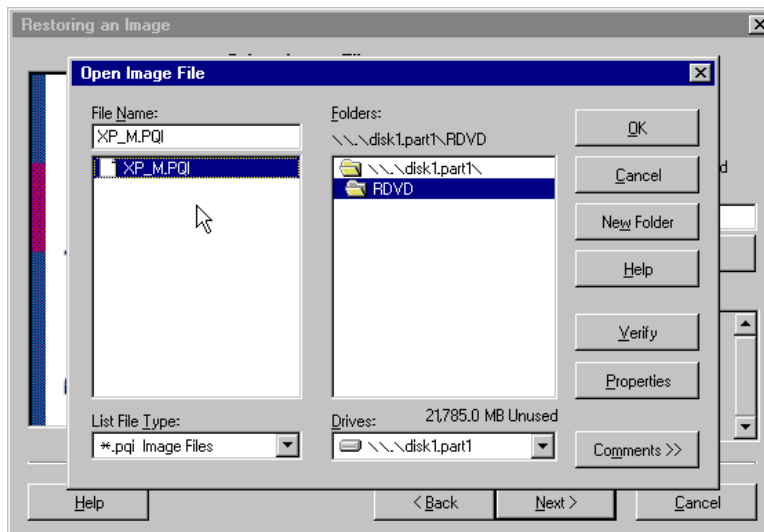 Restoring an Image
Open Image File
File Name:
XP_M.PQI
XP_M.PQI
Folders:
\\.\disk1.part1\RDVD
\\.\disk1.part1\
RDVD
OK
Cancel
New Folder
Help
Verify
Properties
Comments >>
List File Type:
*.pqi Image Files
Drives:
21,785.0 MB Unused
\\.\disk1.part1
Help
< Back
Next >
Cancel